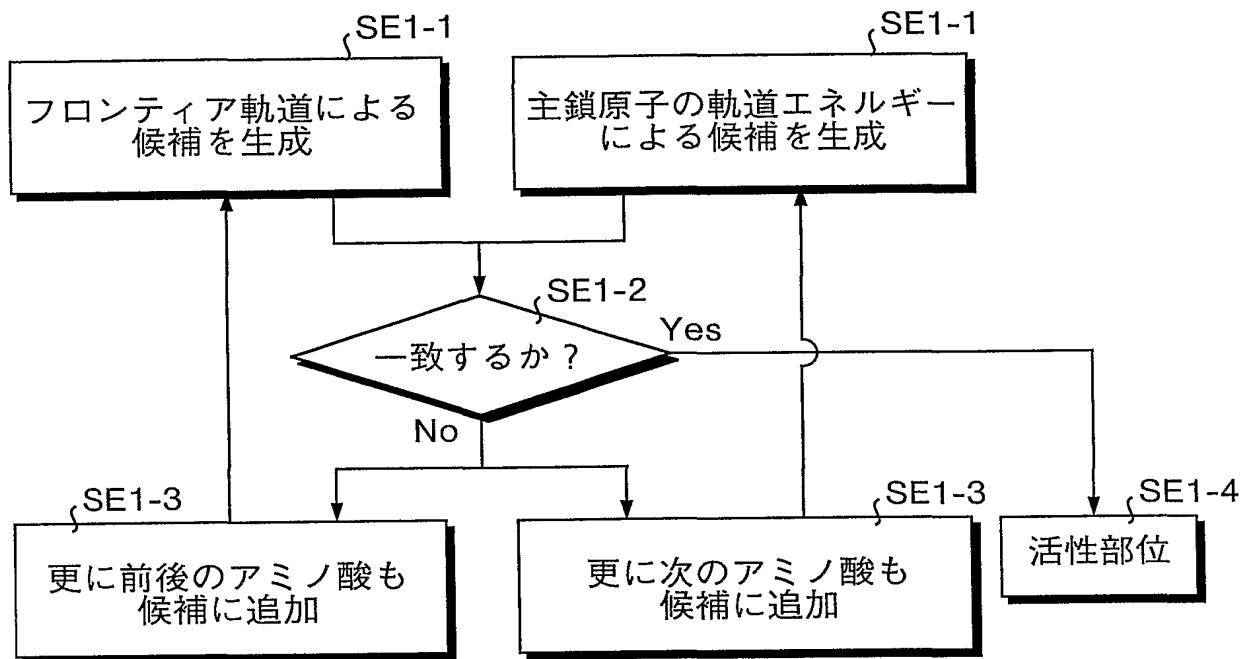 SE1-1
フロンティア軌道による
候補を生成
SE1-1
主鎖原子の軌道エネルギー
による候補を生成
SE1-2
一致するか？
Yes
No
SE1-3
更に前後のアミノ酸も
候補に追加
SE1-3
更に次のアミノ酸も
候補に追加
SE1-4
活性部位